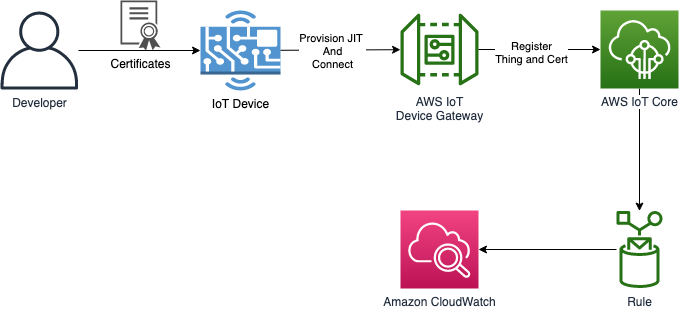 Developer
Certificates
IoT Device
Provision JIT
And
Connect
AWS IoT
Device Gateway
Register
Thing and Cert
AWS IoT Core
Rule
Amazon CloudWatch